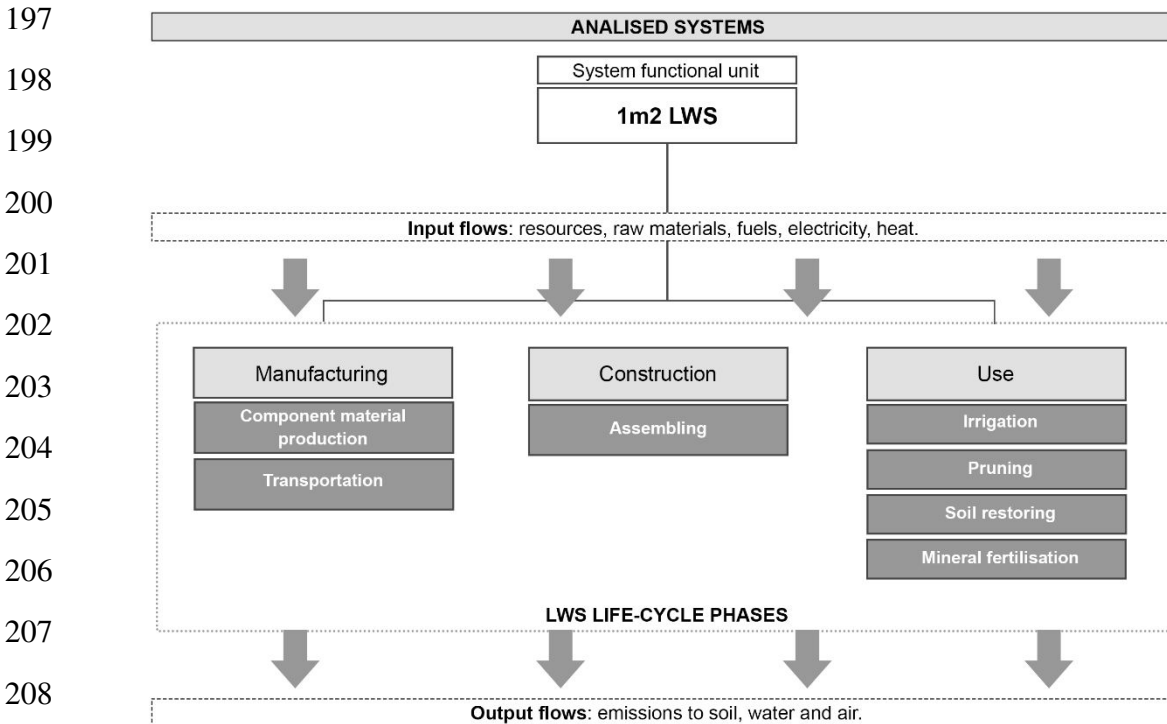 197
ANALISED SYSTEMS
198
System functional unit
1m2 LWS
199
200
Input flows: resources, raw materials, fuels, electricity, heat.
201
202
Manufacturing
Construction
Use
203
Component material
production
Assembling
Irrigation
204
Transportation
Pruning
205
Soil restoring
206
Mineral fertilisation
LWS LIFE-CYCLE PHASES
207
208
Output flows: emissions to soil, water and air.